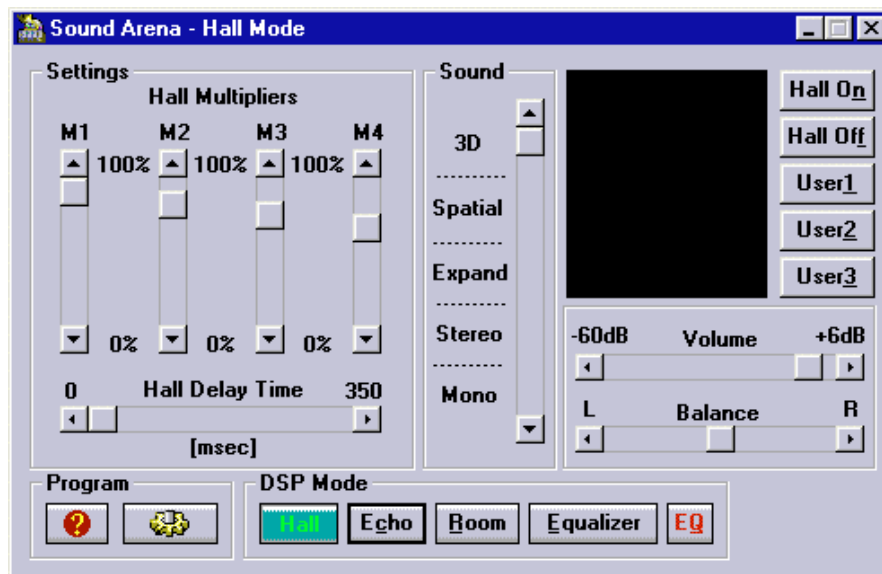 Sound Arena - Hall Mode
Settings
Hall Multipliers
M1 M2 M3 M4
100% 100% 100%
0% 0% 0%
0 Hall Delay Time 350
[msec]
Sound
3D
Spatial
Expand
Stereo
Mono
Hall On
Hall Off
User1
User2
User3
-60dB Volume +6dB
L Balance R
Program
?
DSP Mode
Hall Echo Room Equalizer EQ